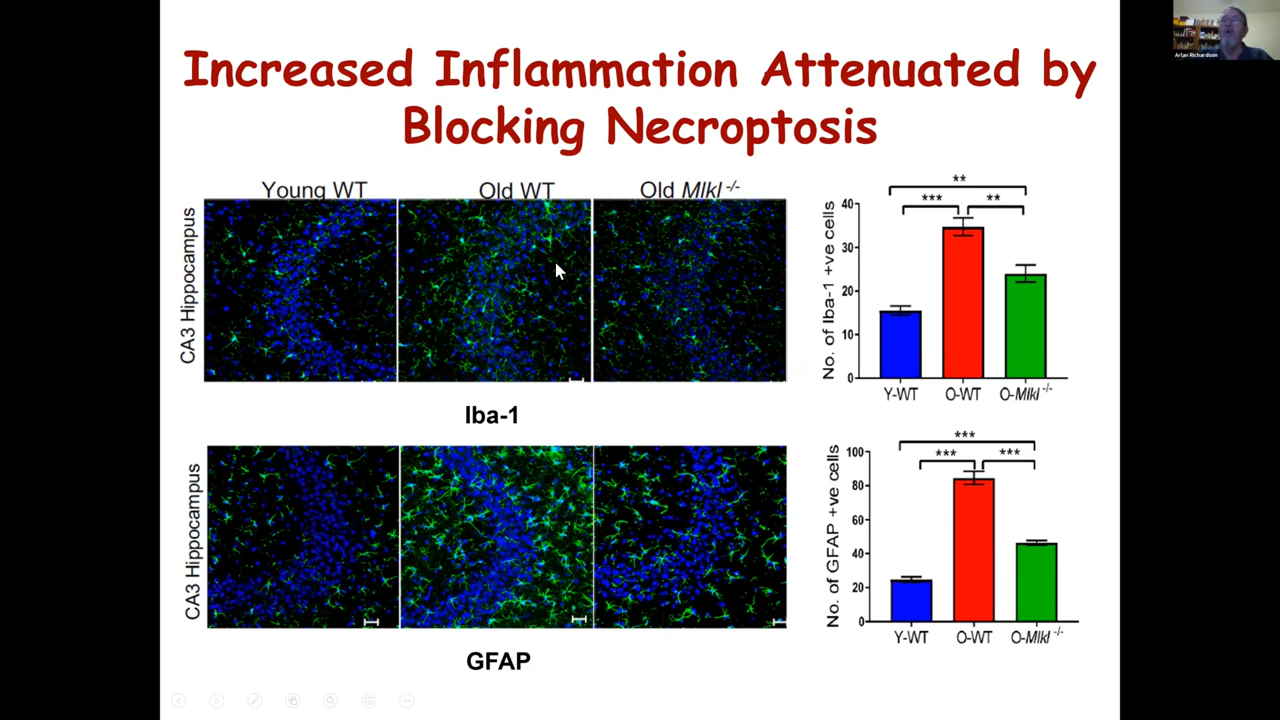 Increased Inflammation Attenuated by
Blocking Necroptosis
Arlan Richardson
Young WT
Old WT
Old Mlkl -/-
CA3 Hippocampus
Iba-1
No. of Iba-1 +ve cells
40
30
20
10
0
**
***
**
Y-WT
O-WT
O-Mlkl -/-
CA3 Hippocampus
GFAP
No. of GFAP +ve cells
100
80
60
40
20
0
***
***
***
Y-WT
O-WT
O-Mlkl -/-